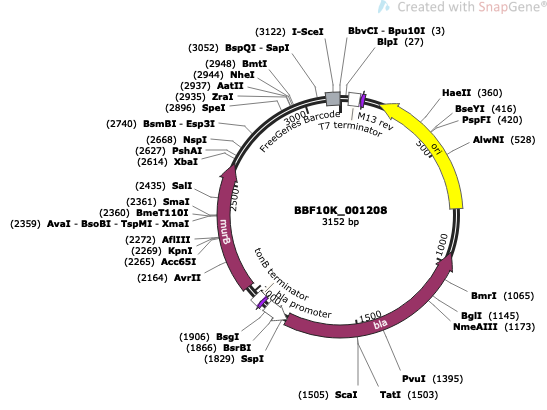 Created with SnapGene®
(3122) I-SceI
BbvCI - Bpu10I (3)
BlpI (27)
(3052) BspQI - SapI
(2948) BmtI
(2944) NheI
(2937) AatII
(2935) ZraI
(2896) SpeI
(2740) BsmBI - Esp3I
(2668) NspI
(2627) PshAI
(2614) XbaI
(2435) SalI
(2361) SmaI
(2360) BmeT110I
(2359) AvaI - BsoBI - TspMI - XmaI
(2272) AflIII
(2269) KpnI
(2265) Acc65I
(2164) AvrII
(1906) BsgI
(1866) BsrBI
(1829) SspI
(1505) ScaI
TatI (1503)
PvuI (1395)
NmeAIII (1173)
BglI (1145)
BmrI (1065)
AlwNI (528)
PspFI (420)
BseYI (416)
HaeII (360)
FreeGenes Barcode
T7 terminator
M13 rev
ori
bla
bla promoter
tonB terminator
murB
500
1000
1500
2500
3000
BBF10K_001208
3152 bp